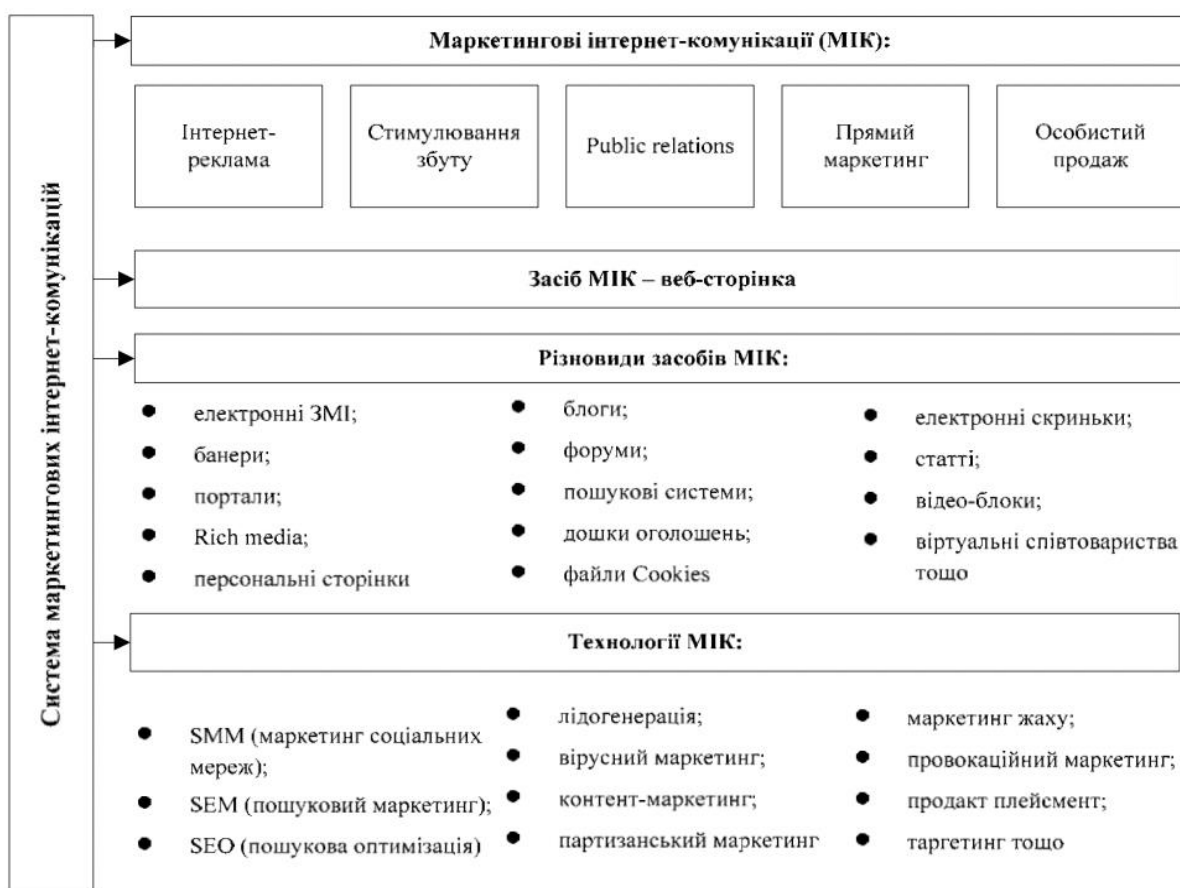 Система маркетингових інтернет-комунікацій
Маркетингові інтернет-комунікації (МІК):
Інтернет-
реклама
Стимулювання
збуту
Public relations
Прямий
маркетинг
Особистий
продаж
Засіб МІК – веб-сторінка
Різновиди засобів МІК:
електронні ЗМІ;
банери;
портали;
Rich media;
персональні сторінки
блоги;
форуми;
пошукові системи;
дошки оголошень;
файли Cookies
електронні скриньки;
статті;
відео-блоки;
віртуальні співтовариства
тощо
Технології МІК:
SMM (маркетинг соціальних
мереж);
SEM (пошуковий маркетинг);
SEO (пошукова оптимізація)
лідогенерація;
вірусний маркетинг;
контент-маркетинг;
партизанський маркетинг
маркетинг жаху;
провокаційний маркетинг;
продакт плейсмент;
таргетинг тощо